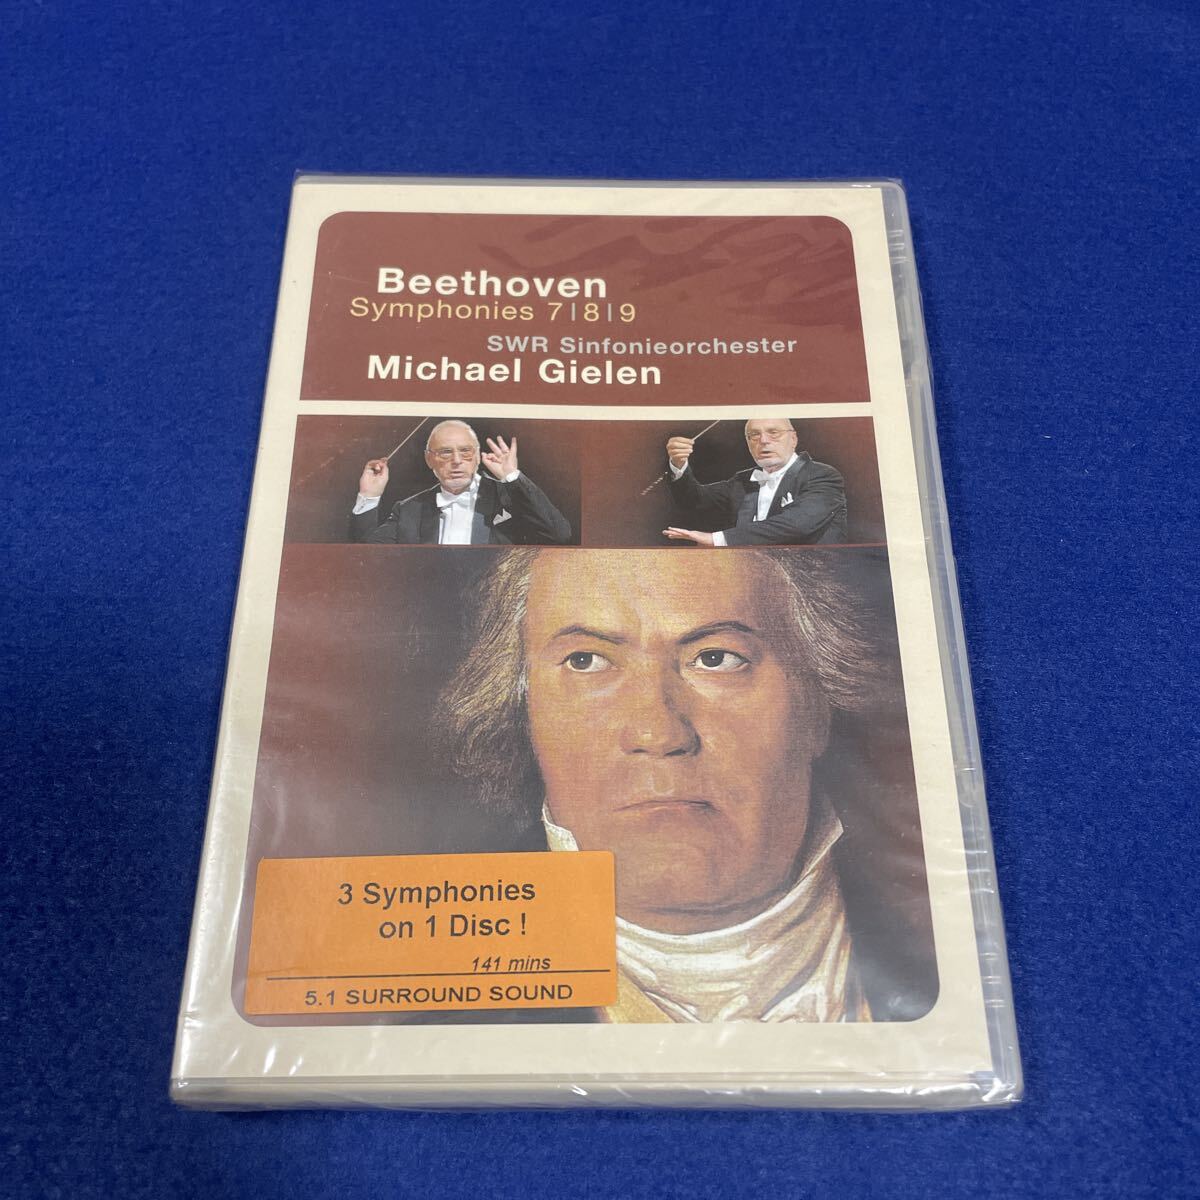 Beethoven
Symphonies 7|8|9
SWR Sinfonieorchester
Michael Gielen
3 Symphonies
on 1 Disc !
141 mins
5.1 SURROUND SOUND